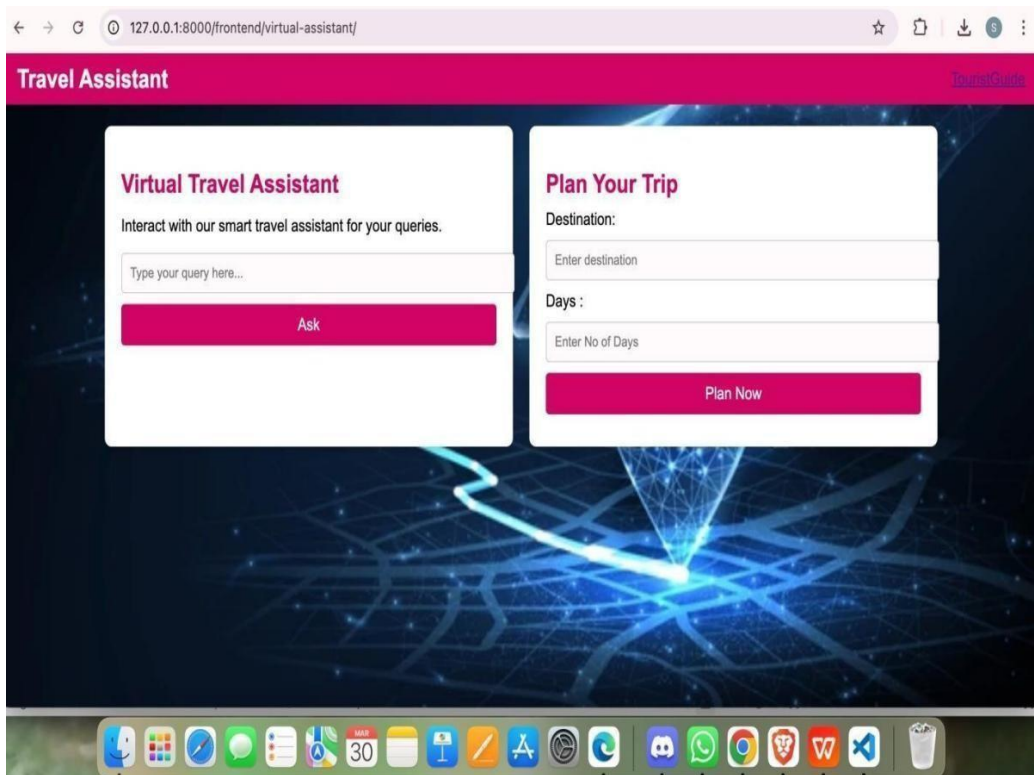 127.0.0.1:8000/frontend/virtual-assistant/
S
Travel Assistant
TouristGuide
Virtual Travel Assistant
Interact with our smart travel assistant for your queries.
Type your query here...
Ask
Plan Your Trip
Destination:
Enter destination
Days :
Enter No of Days
Plan Now
MAR
30